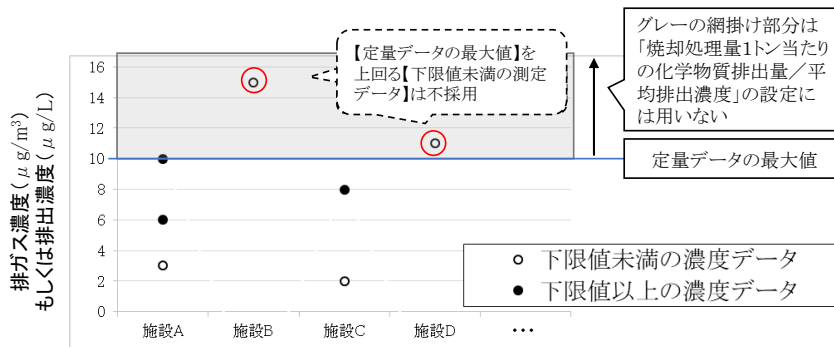 グレーの網掛け部分は
「焼却処理量1トン当たり
の化学物質排出量／平
均排出濃度」の設定に
は用いない
【定量データの最大値】を
上回る【下限値未満の測定
データ】は不採用
定量データの最大値
排ガス濃度(μg/m³)
もしくは排出濃度(μg/L)
16
14
12
10
8
6
4
2
0
下限値未満の濃度データ
下限値以上の濃度データ
施設A 施設B 施設C 施設D …